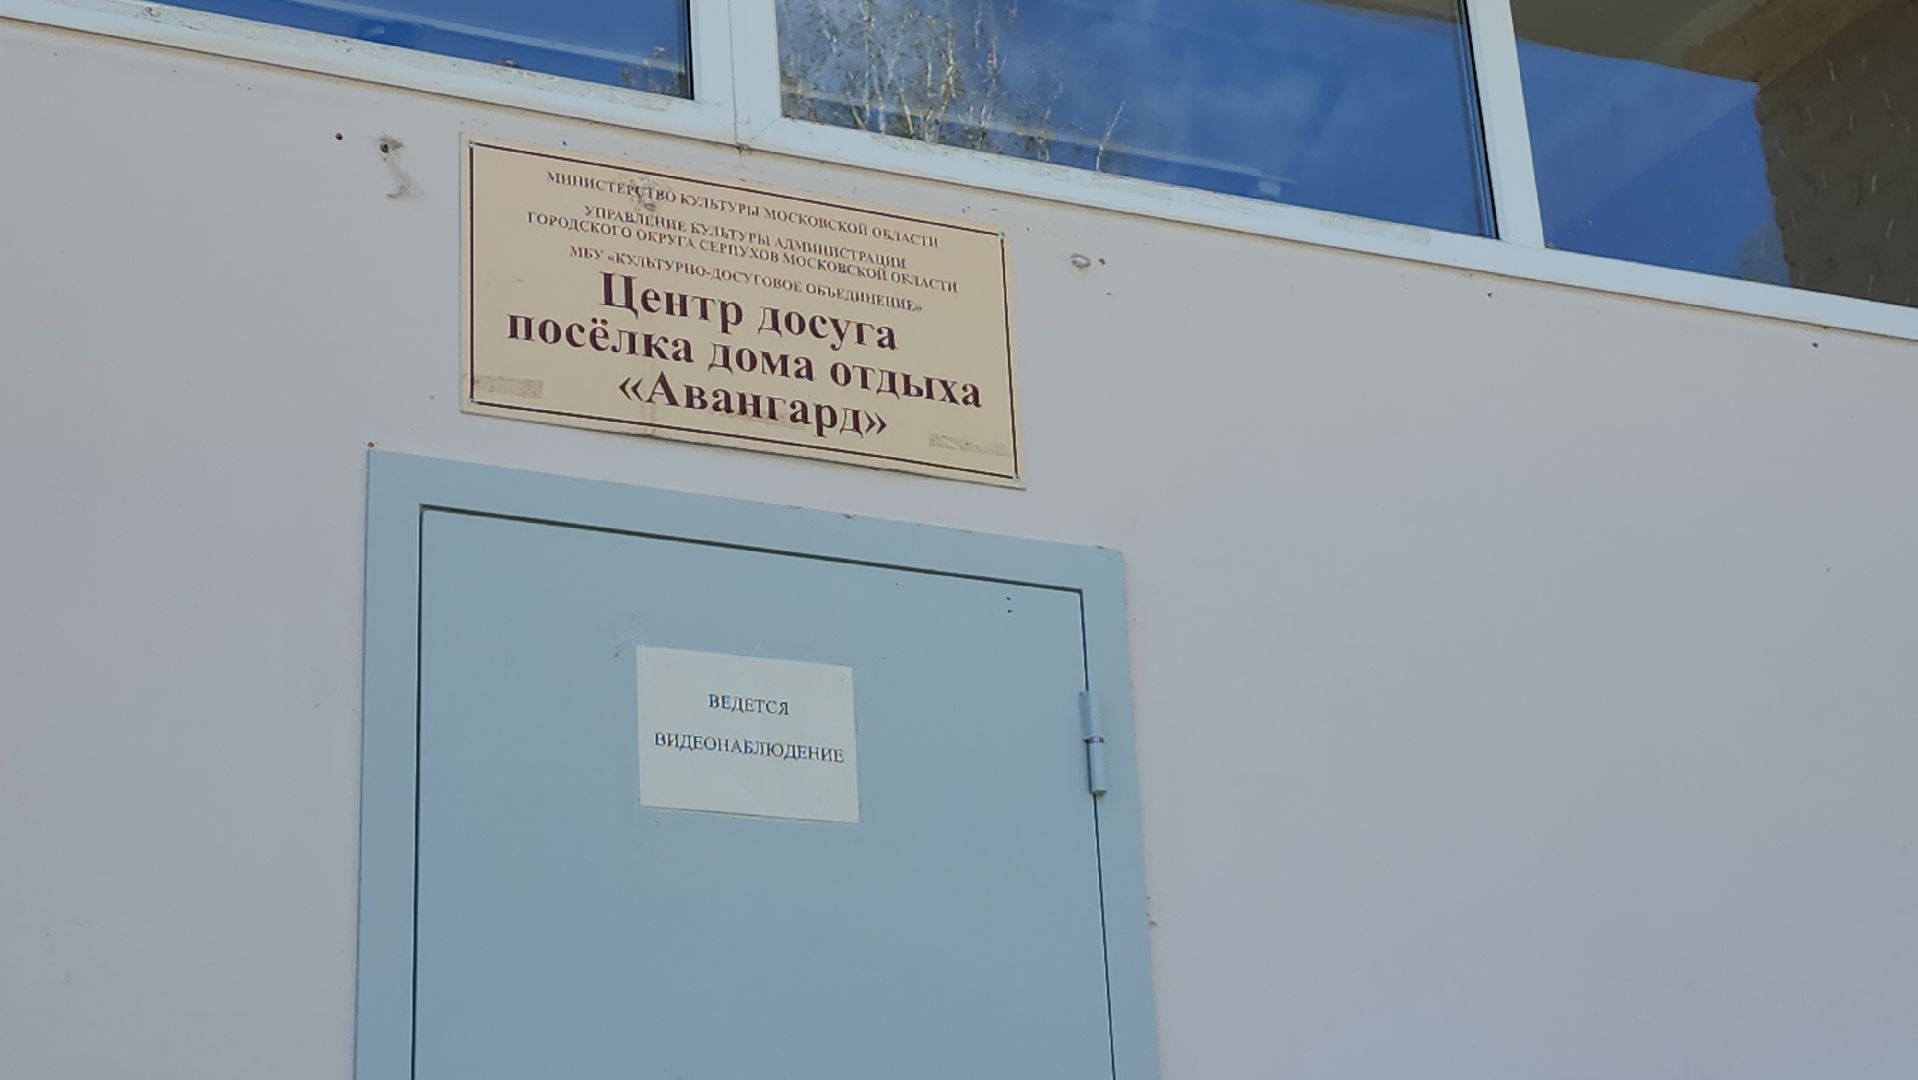 МИНИСТЕРСТВО КУЛЬТУРЫ МОСКОВСКОЙ ОБЛАСТИ
УПРАВЛЕНИЕ КУЛЬТУРЫ АДМИНИСТРАЦИИ
ГОРОДСКОГО ОКРУГА СЕРПУХОВ МОСКОВСКОЙ ОБЛАСТИ
МБУ «КУЛЬТУРНО-ДОСУГОВОЕ ОБЪЕДИНЕНИЕ»
Центр досуга
посёлка дома отдыха
«Авангард»
ВЕДЕТСЯ
ВИДЕОНАБЛЮДЕНИЕ